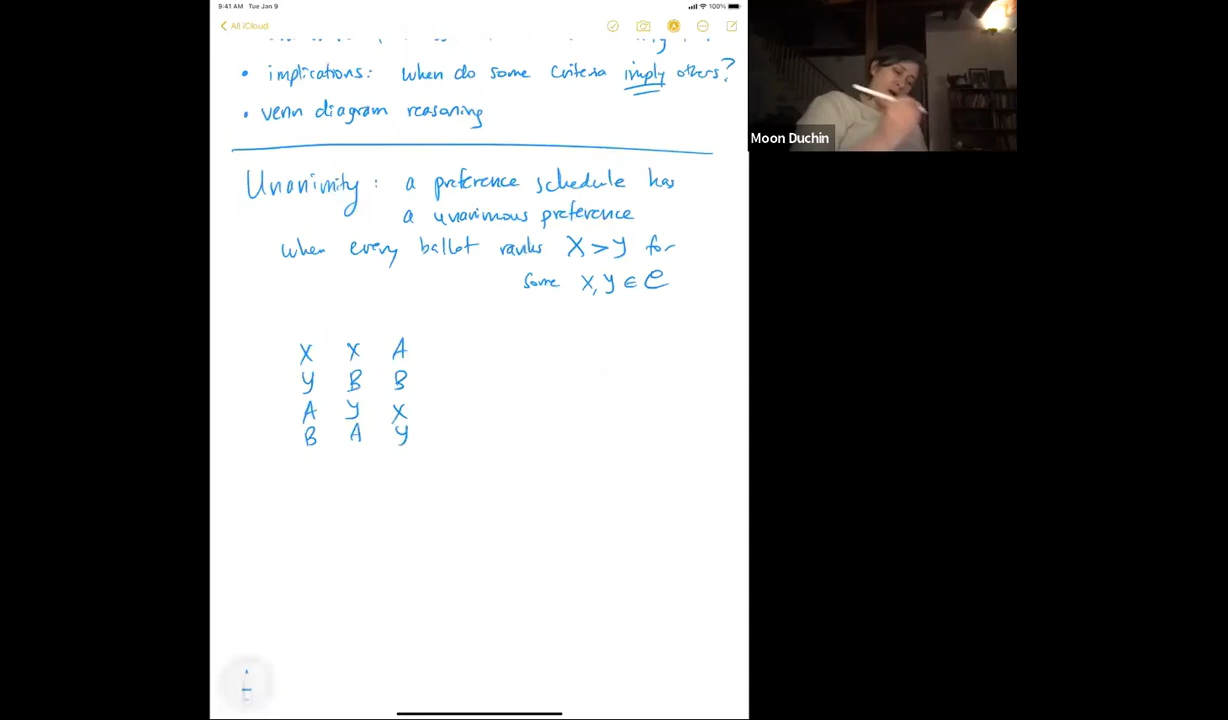 9:41 AM Tue Jan 9
100%
All iCloud
• implications: when do some criteria imply others?
• venn diagram reasoning
Moon Duchin
Unanimity: a preference schedule has
a unanimous preference
when every ballot ranks X > Y for
some X, Y ∈ C
X X A
Y B B
A Y X
B A Y